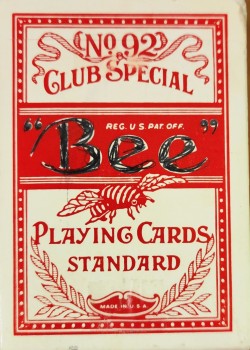 No. 92
CLUB SPECIAL
REG. U.S. PAT. OFF.
"Bee"
PLAYING CARDS
STANDARD
MADE IN U.S.A